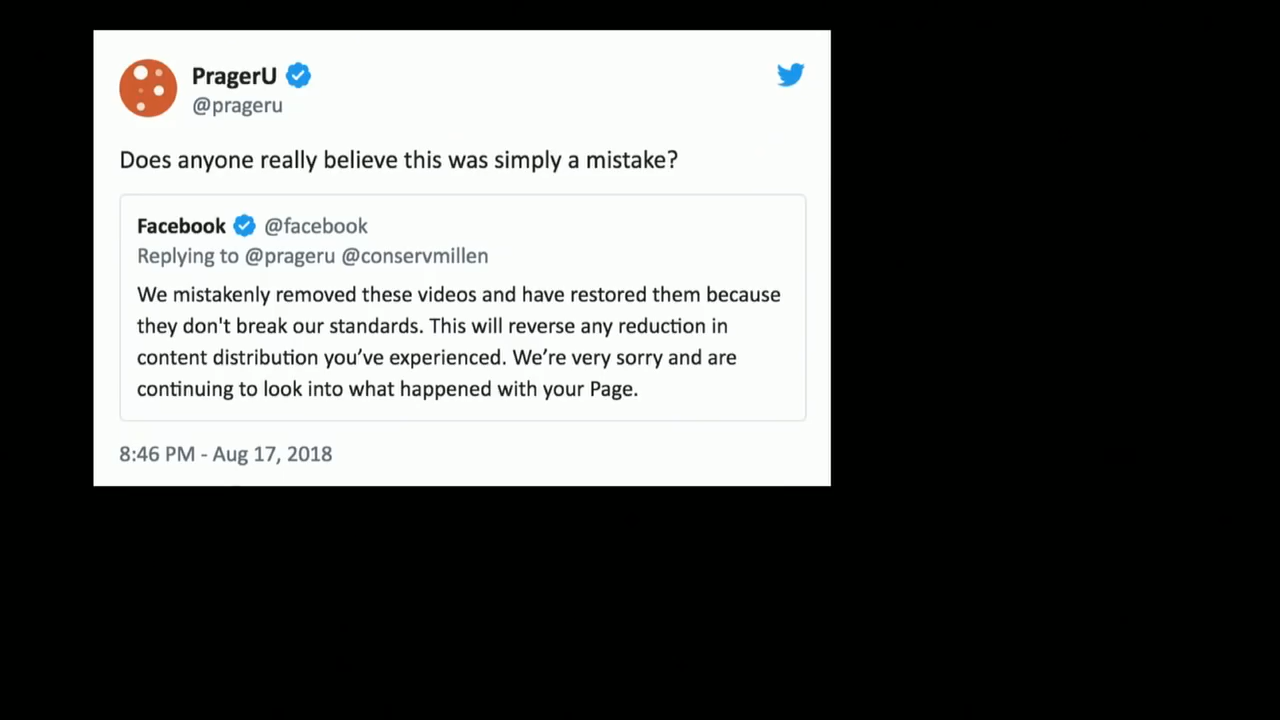 PragerU
@prageru
Does anyone really believe this was simply a mistake?
Facebook @facebook
Replying to @prageru @conservmillen
We mistakenly removed these videos and have restored them because
they don't break our standards. This will reverse any reduction in
content distribution you’ve experienced. We’re very sorry and are
continuing to look into what happened with your Page.
8:46 PM - Aug 17, 2018